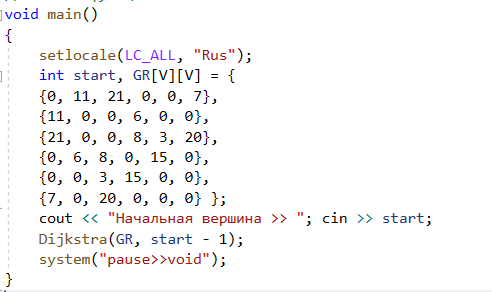 void main()
{
setlocale(LC_ALL, "Rus");
int start, GR[V][V] = {
{0, 11, 21, 0, 0, 7},
{11, 0, 0, 6, 0, 0},
{21, 0, 0, 8, 3, 20},
{0, 6, 8, 0, 15, 0},
{0, 0, 3, 15, 0, 0},
{7, 0, 20, 0, 0, 0} };
cout << "Начальная вершина >> "; cin >> start;
Dijkstra(GR, start - 1);
system("pause>>void");
}